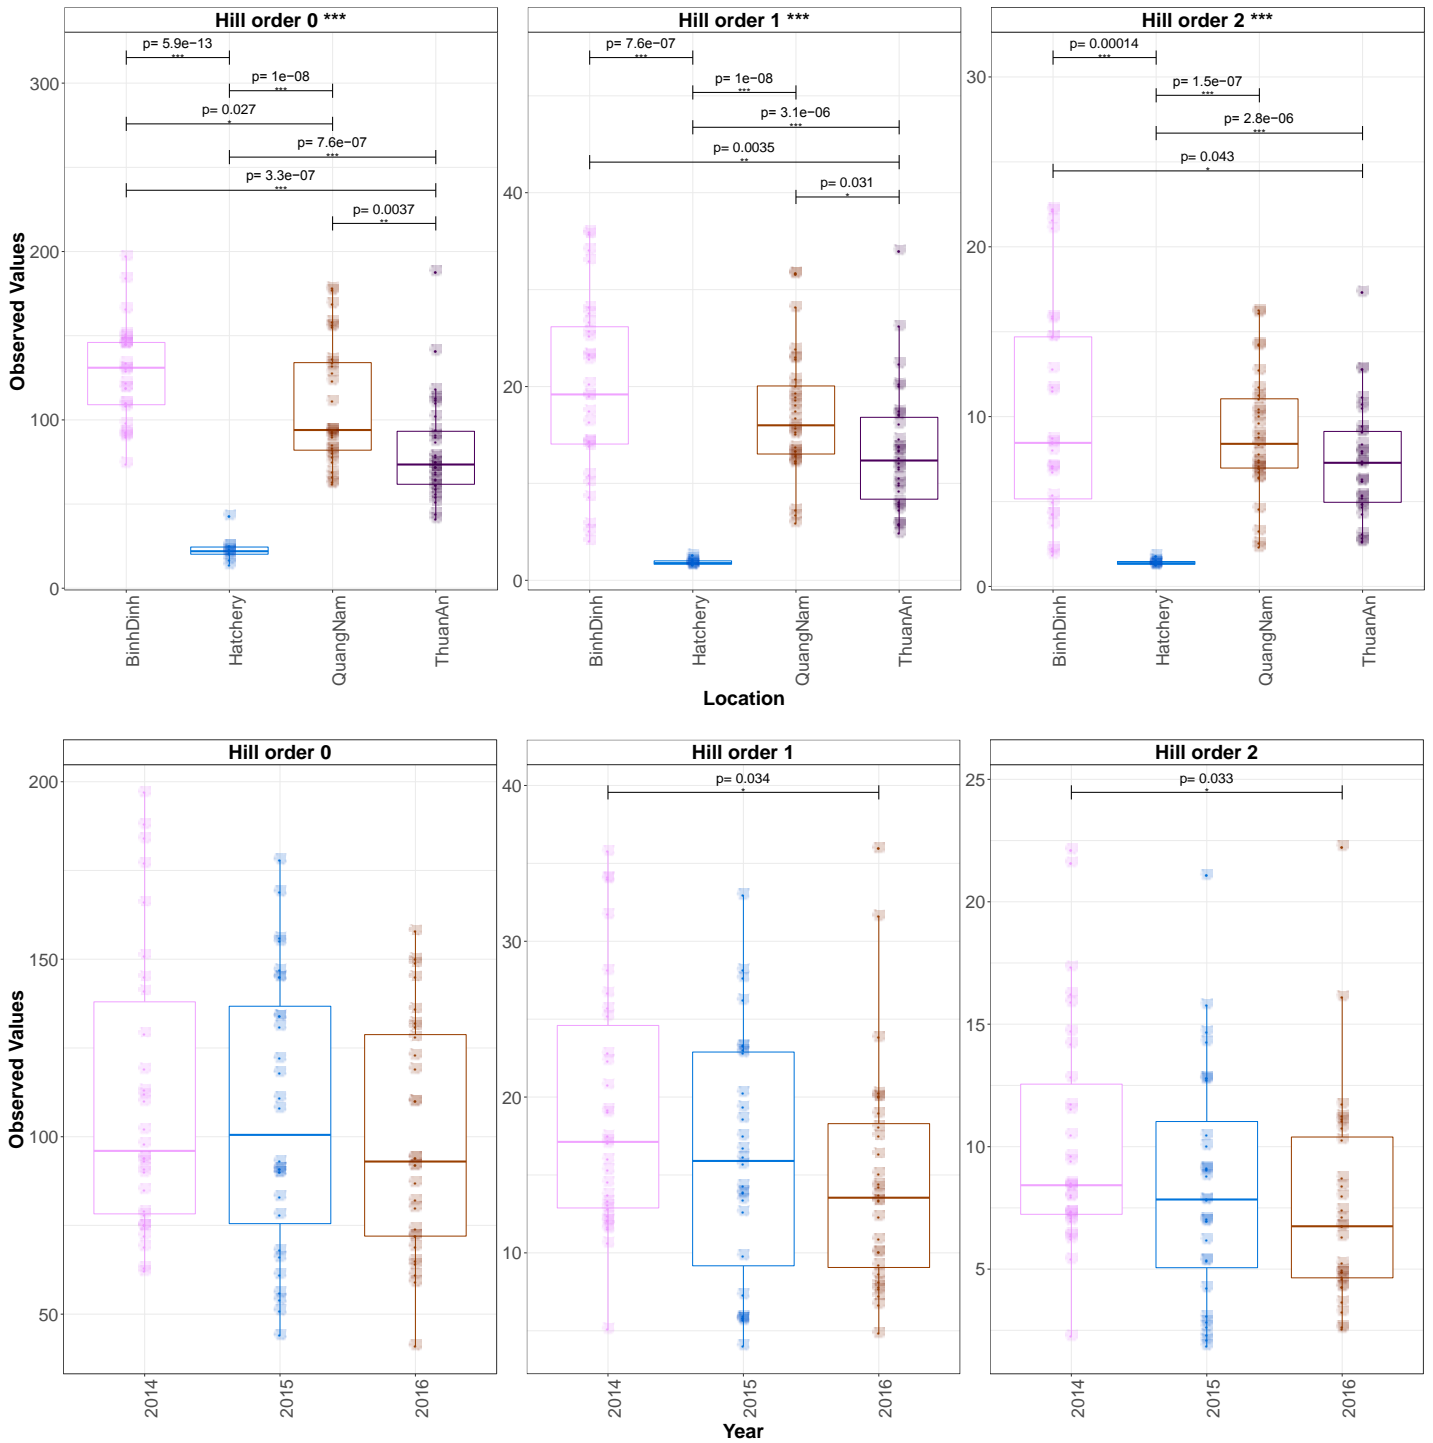 Hill order 0 ***
Hill order 1 ***
Hill order 2 ***
Observed Values
300
200
100
0
p= 5.9e−13
***
p= 1e−08
***
p= 0.027
*
p= 7.6e−07
***
p= 3.3e−07
***
p= 0.0037
**
BinhDinh
Hatchery
QuangNam
ThuanAn
40
20
0
p= 7.6e−07
***
p= 1e−08
***
p= 3.1e−06
***
p= 0.0035
**
p= 0.031
*
BinhDinh
Hatchery
QuangNam
ThuanAn
30
20
10
0
p= 0.00014
***
p= 1.5e−07
***
p= 2.8e−06
***
p= 0.043
*
BinhDinh
Hatchery
QuangNam
ThuanAn
Location
Hill order 0
Hill order 1
Hill order 2
Observed Values
200
150
100
50
2014
2015
2016
40
30
20
10
p= 0.034
*
2014
2015
2016
25
20
15
10
5
p= 0.033
*
2014
2015
2016
Year